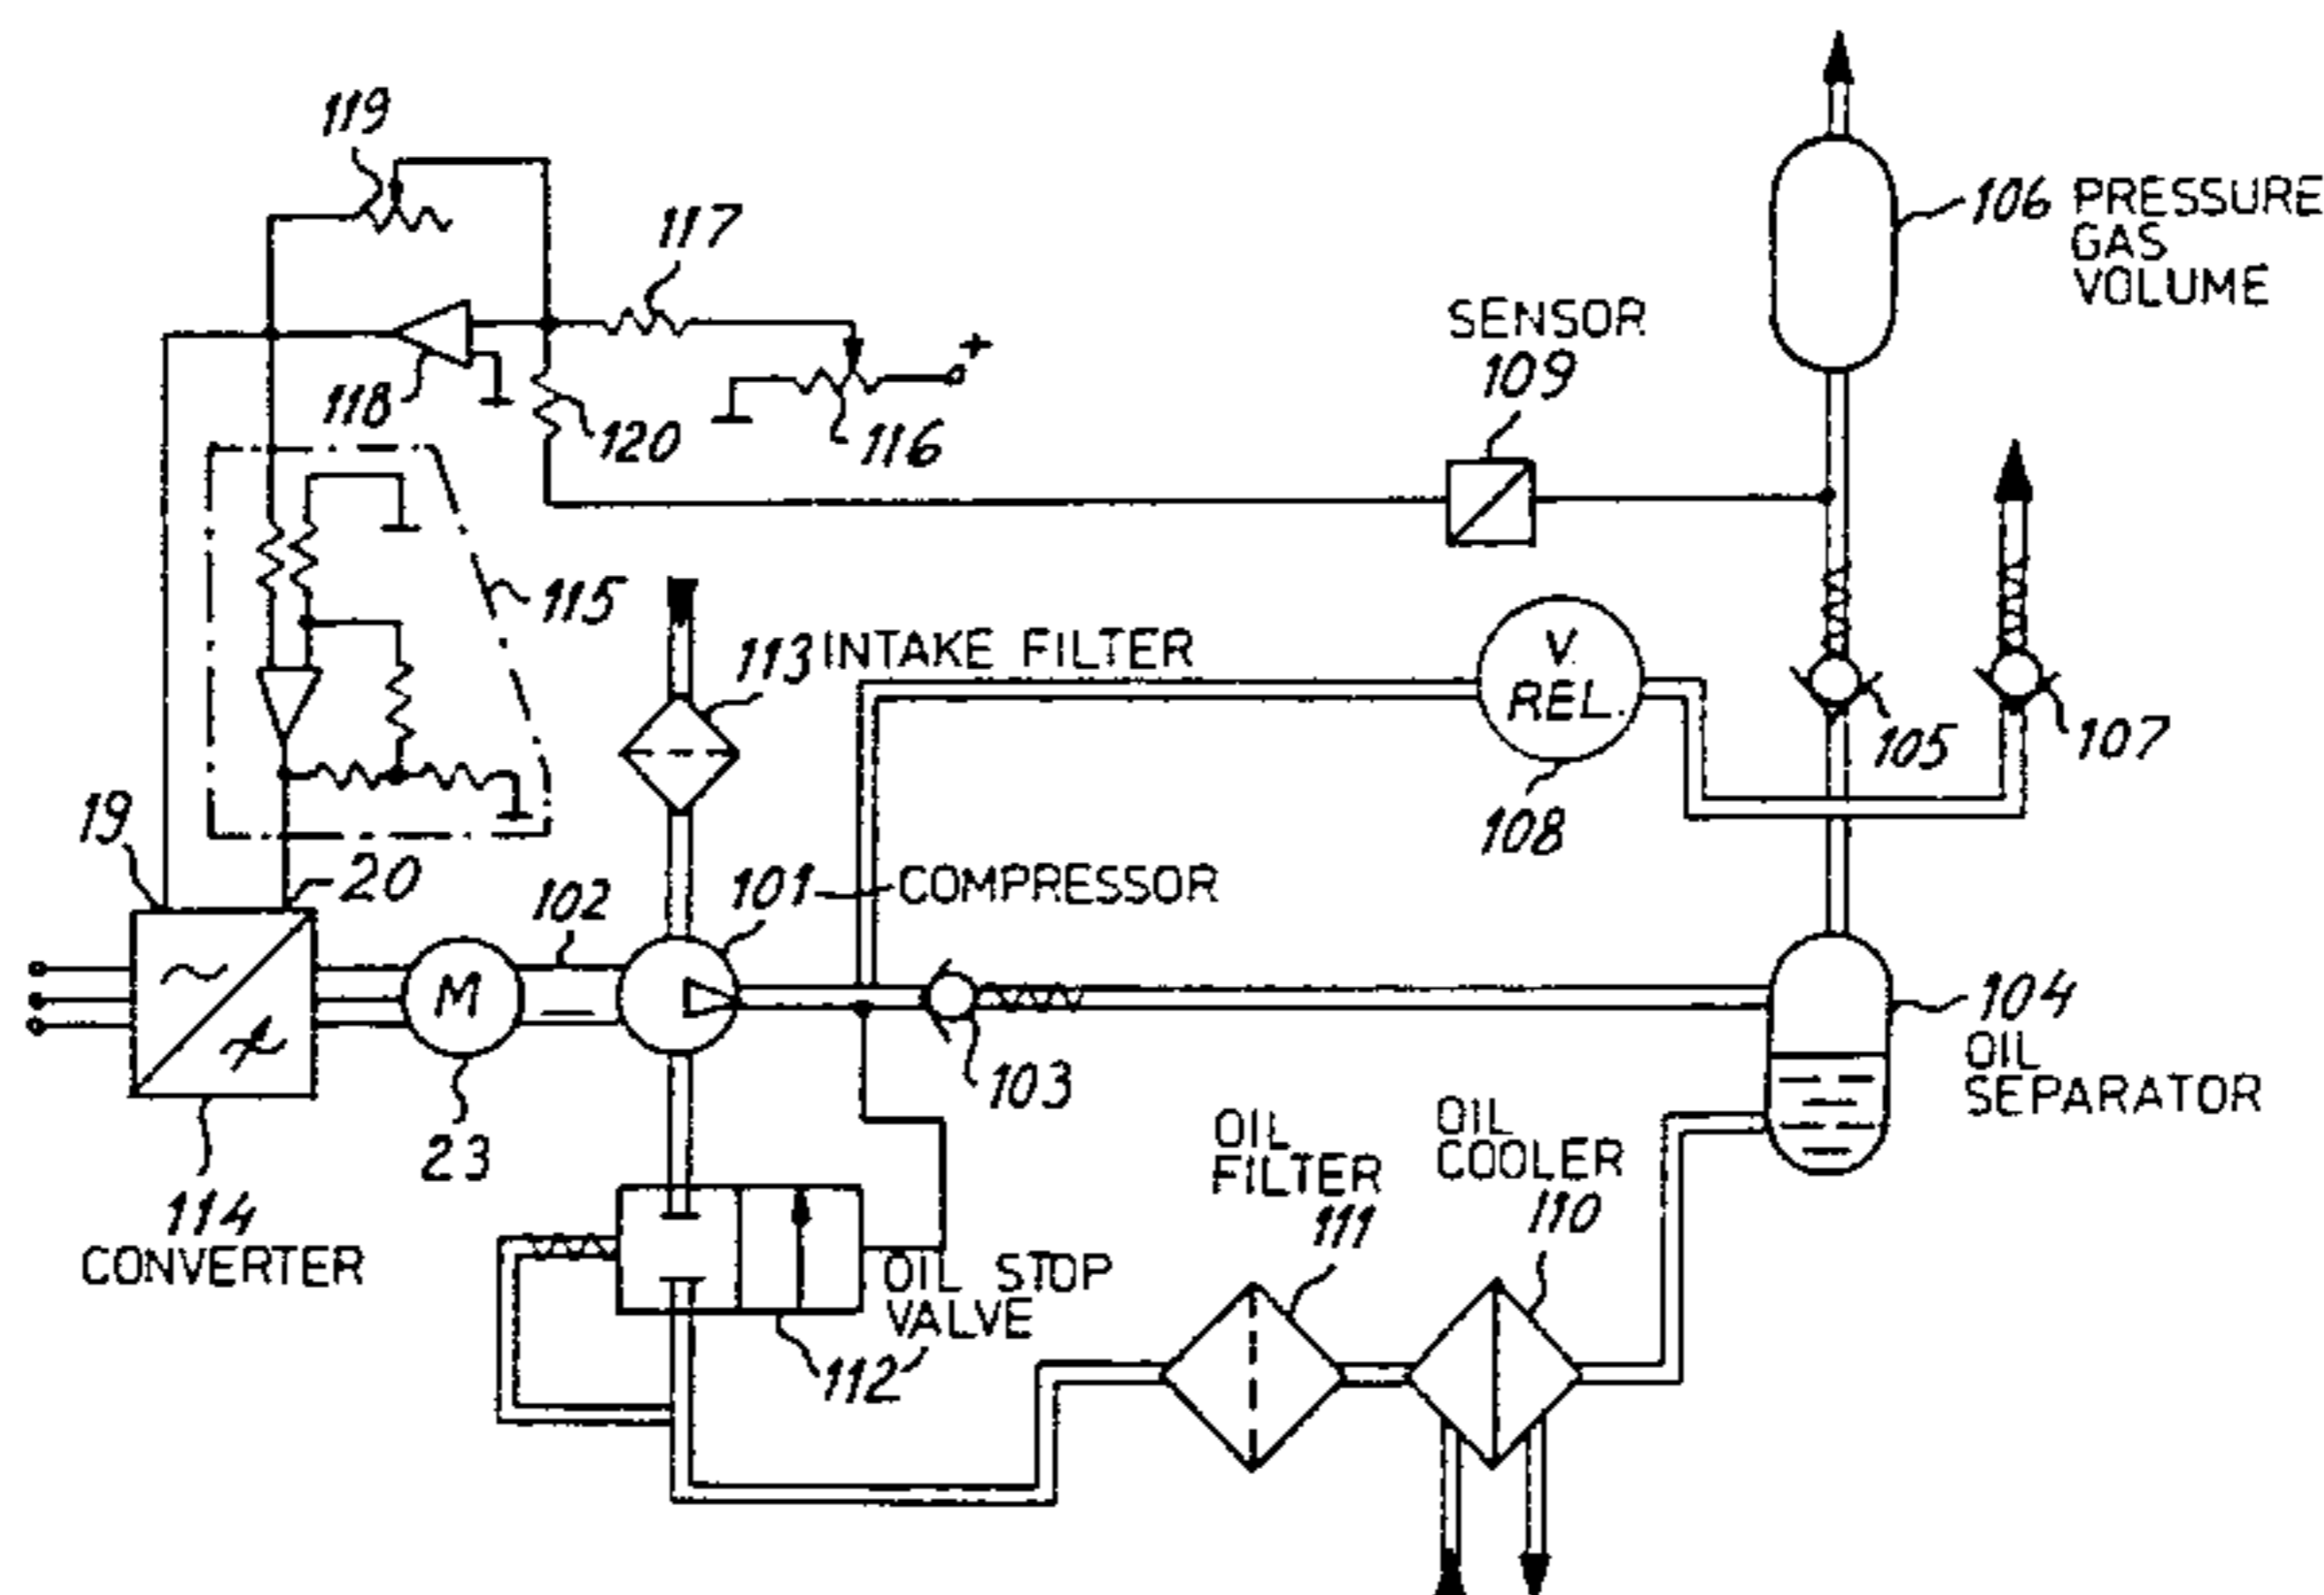 119
117
106 PRESSURE
GAS
VOLUME
SENSOR
109
+
118
120
116
115
113 INTAKE FILTER
V.
REL.
105
107
108
19
20
102
101 COMPRESSOR
M
103
104
OIL
SEPARATOR
23
OIL
FILTER
111
OIL
COOLER
110
114
CONVERTER
OIL STOP
VALVE
112